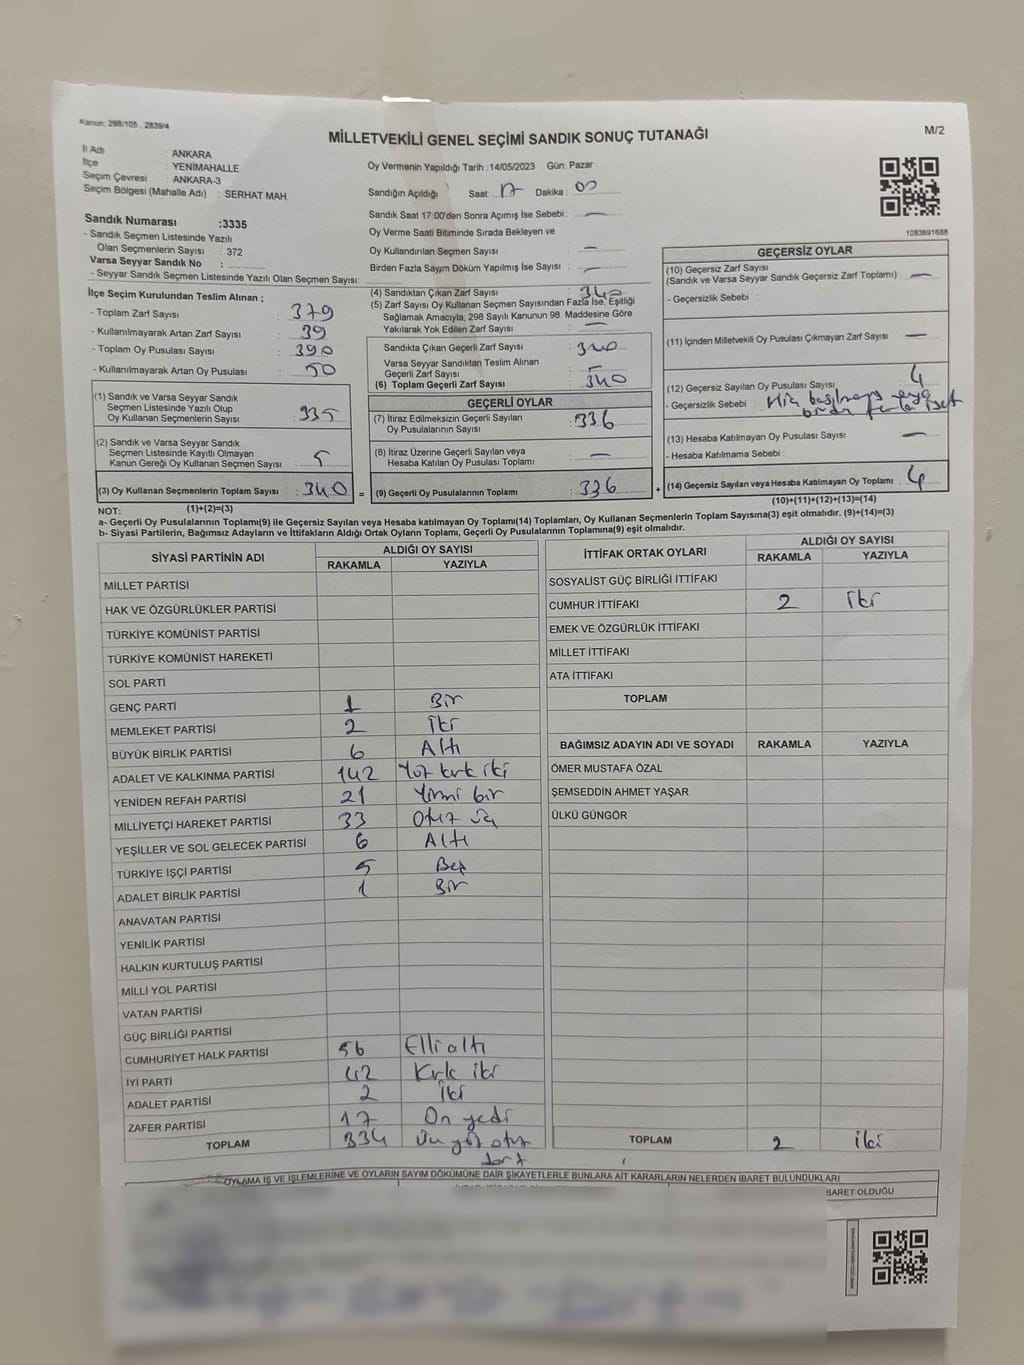 Kanun; 298/105 , 2839/4
MİLLETVEKİLİ GENEL SEÇİMİ SANDIK SONUÇ TUTANAĞI
M/2
İl Adı : ANKARA
İlçe : YENİMAHALLE
Seçim Çevresi : ANKARA-3
Seçim Bölgesi (Mahalle Adı) : SERHAT MAH
Sandık Numarası :3335
- Sandık Seçmen Listesinde Yazılı
Olan Seçmenlerin Sayısı : 372
Varsa Seyyar Sandık No :
- Seyyar Sandık Seçmen Listesinde Yazılı Olan Seçmen Sayısı:
İlçe Seçim Kurulundan Teslim Alınan ;
- Toplam Zarf Sayısı : 379
- Kullanılmayarak Artan Zarf Sayısı : 39
- Toplam Oy Pusulası Sayısı : 390
- Kullanılmayarak Artan Oy Pusulası : 50
(1) Sandık ve Varsa Seyyar Sandık
Seçmen Listesinde Yazılı Olup
Oy Kullanan Seçmenlerin Sayısı : 335
(2) Sandık ve Varsa Seyyar Sandık
Seçmen Listesinde Kayıtlı Olmayan
Kanun Gereği Oy Kullanan Seçmen Sayısı : 5
(3) Oy Kullanan Seçmenlerin Toplam Sayısı : 340
(1)+(2)=(3)
Oy Vermenin Yapıldığı Tarih : 14/05/2023 Gün: Pazar
Sandığın Açıldığı Saat: 17 Dakika : 00
Sandık Saat 17:00'den Sonra Açılmış İse Sebebi : —
Oy Verme Saati Bitiminde Sırada Bekleyen ve
Oy Kullandırılan Seçmen Sayısı : —
Birden Fazla Sayım Döküm Yapılmış İse Sayısı : —
(4) Sandıktan Çıkan Zarf Sayısı : 340
(5) Zarf Sayısı Oy Kullanan Seçmen Sayısından Fazla İse, Eşitliği
Sağlamak Amacıyla, 298 Sayılı Kanunun 98. Maddesine Göre
Yakılarak Yok Edilen Zarf Sayısı : —
Sandıkta Çıkan Geçerli Zarf Sayısı : 340
Varsa Seyyar Sandıktan Teslim Alınan
Geçerli Zarf Sayısı :
(6) Toplam Geçerli Zarf Sayısı : 340
GEÇERLİ OYLAR
(7) İtiraz Edilmeksizin Geçerli Sayılan
Oy Pusulalarının Sayısı : 336
(8) İtiraz Üzerine Geçerli Sayılan veya
Hesaba Katılan Oy Pusulası Toplamı : —
= (9) Geçerli Oy Pusulalarının Toplamı : 336
1083691688
GEÇERSİZ OYLAR
(10) Geçersiz Zarf Sayısı
(Sandık ve Varsa Seyyar Sandık Geçersiz Zarf Toplamı) : —
- Geçersizlik Sebebi :
(11) İçinden Milletvekili Oy Pusulası Çıkmayan Zarf Sayısı : —
(12) Geçersiz Sayılan Oy Pusulası Sayısı : 4
- Geçersizlik Sebebi : Hiç veya
birden fazla
(13) Hesaba Katılmayan Oy Pusulası Sayısı : —
- Hesaba Katılmama Sebebi :
+ (14) Geçersiz Sayılan veya Hesaba Katılmayan Oy Toplamı : 4
(10)+(11)+(12)+(13)=(14)
NOT:
a- Geçerli Oy Pusulalarının Toplamı(9) ile Geçersiz Sayılan veya Hesaba katılmayan Oy Toplamı(14) Toplamları, Oy Kullanan Seçmenlerin Toplam Sayısına(3) eşit olmalıdır. (9)+(14)=(3)
b- Siyasi Partilerin, Bağımsız Adayların ve İttifakların Aldığı Ortak Oyların Toplamı, Geçerli Oy Pusulalarının Toplamına(9) eşit olmalıdır.
SİYASİ PARTİNİN ADI ALDIĞI OY SAYISI
RAKAMLA YAZIYLA
MİLLET PARTİSİ
HAK VE ÖZGÜRLÜKLER PARTİSİ
TÜRKİYE KOMÜNİST PARTİSİ
TÜRKİYE KOMÜNİST HAREKETİ
SOL PARTİ
GENÇ PARTİ 1 Bir
MEMLEKET PARTİSİ 2 İki
BÜYÜK BİRLİK PARTİSİ 6 Altı
ADALET VE KALKINMA PARTİSİ 142 Yüz kırk iki
YENİDEN REFAH PARTİSİ 21 Yirmi bir
MİLLİYETÇİ HAREKET PARTİSİ 33 Otuz üç
YEŞİLLER VE SOL GELECEK PARTİSİ 6 Altı
TÜRKİYE İŞÇİ PARTİSİ 5 Beş
ADALET BİRLİK PARTİSİ 1 Bir
ANAVATAN PARTİSİ
YENİLİK PARTİSİ
HALKIN KURTULUŞ PARTİSİ
MİLLİ YOL PARTİSİ
VATAN PARTİSİ
GÜÇ BİRLİĞİ PARTİSİ
CUMHURİYET HALK PARTİSİ 56 Elli altı
İYİ PARTİ 42 Kırk iki
ADALET PARTİSİ 2 İki
ZAFER PARTİSİ 17 On yedi
TOPLAM 334 Üç yüz otuz
dört
İTTİFAK ORTAK OYLARI ALDIĞI OY SAYISI
RAKAMLA YAZIYLA
SOSYALİST GÜÇ BİRLİĞİ İTTİFAKI
CUMHUR İTTİFAKI 2 İki
EMEK VE ÖZGÜRLÜK İTTİFAKI
MİLLET İTTİFAKI
ATA İTTİFAKI
TOPLAM
BAĞIMSIZ ADAYIN ADI VE SOYADI RAKAMLA YAZIYLA
ÖMER MUSTAFA ÖZAL
ŞEMSEDDİN AHMET YAŞAR
ÜLKÜ GÜNGÖR
TOPLAM 2 iki
OYLAMA İŞ VE İŞLEMLERİNE VE OYLARIN SAYIM DÖKÜMÜNE DAİR ŞİKAYETLERLE BUNLARA AİT KARARLARIN NELERDEN İBARET BULUNDUKLARI
BARET OLDUĞU